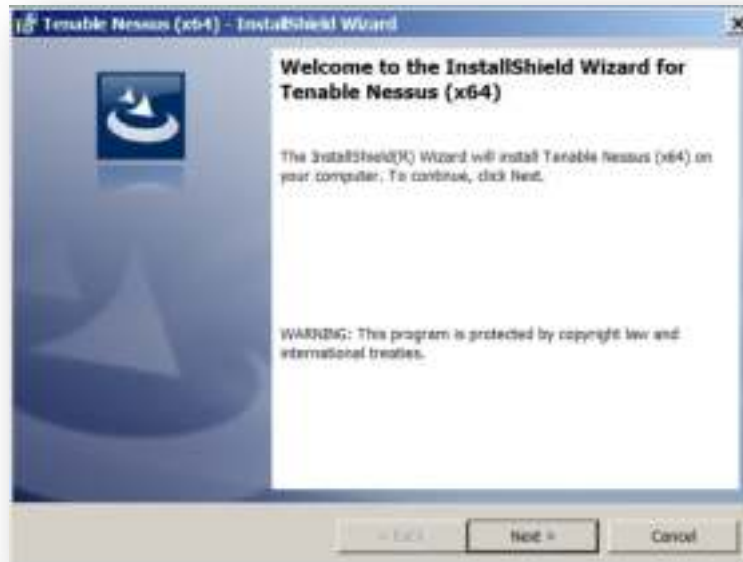 Tenable Nessus (x64) - InstallShield Wizard
Welcome to the InstallShield Wizard for
Tenable Nessus (x64)
The InstallShield(R) Wizard will install Tenable Nessus (x64) on
your computer. To continue, click Next.
WARNING: This program is protected by copyright law and
international treaties.
< Back
Next >
Cancel